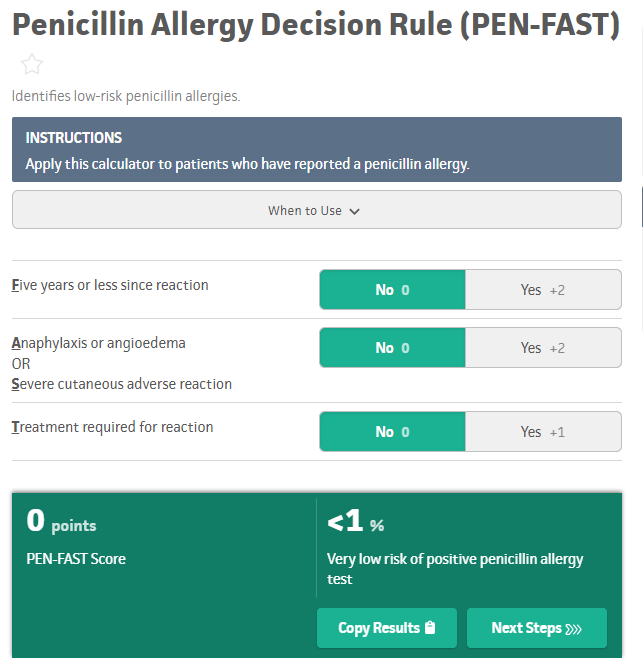 Penicillin Allergy Decision Rule (PEN-FAST)
Identifies low-risk penicillin allergies.
INSTRUCTIONS
Apply this calculator to patients who have reported a penicillin allergy.
When to Use
Five years or less since reaction
No 0
Yes +2
Anaphylaxis or angioedema
OR
Severe cutaneous adverse reaction
No 0
Yes +2
Treatment required for reaction
No 0
Yes +1
0 points
PEN-FAST Score
<1 %
Very low risk of positive penicillin allergy
test
Copy Results
Next Steps